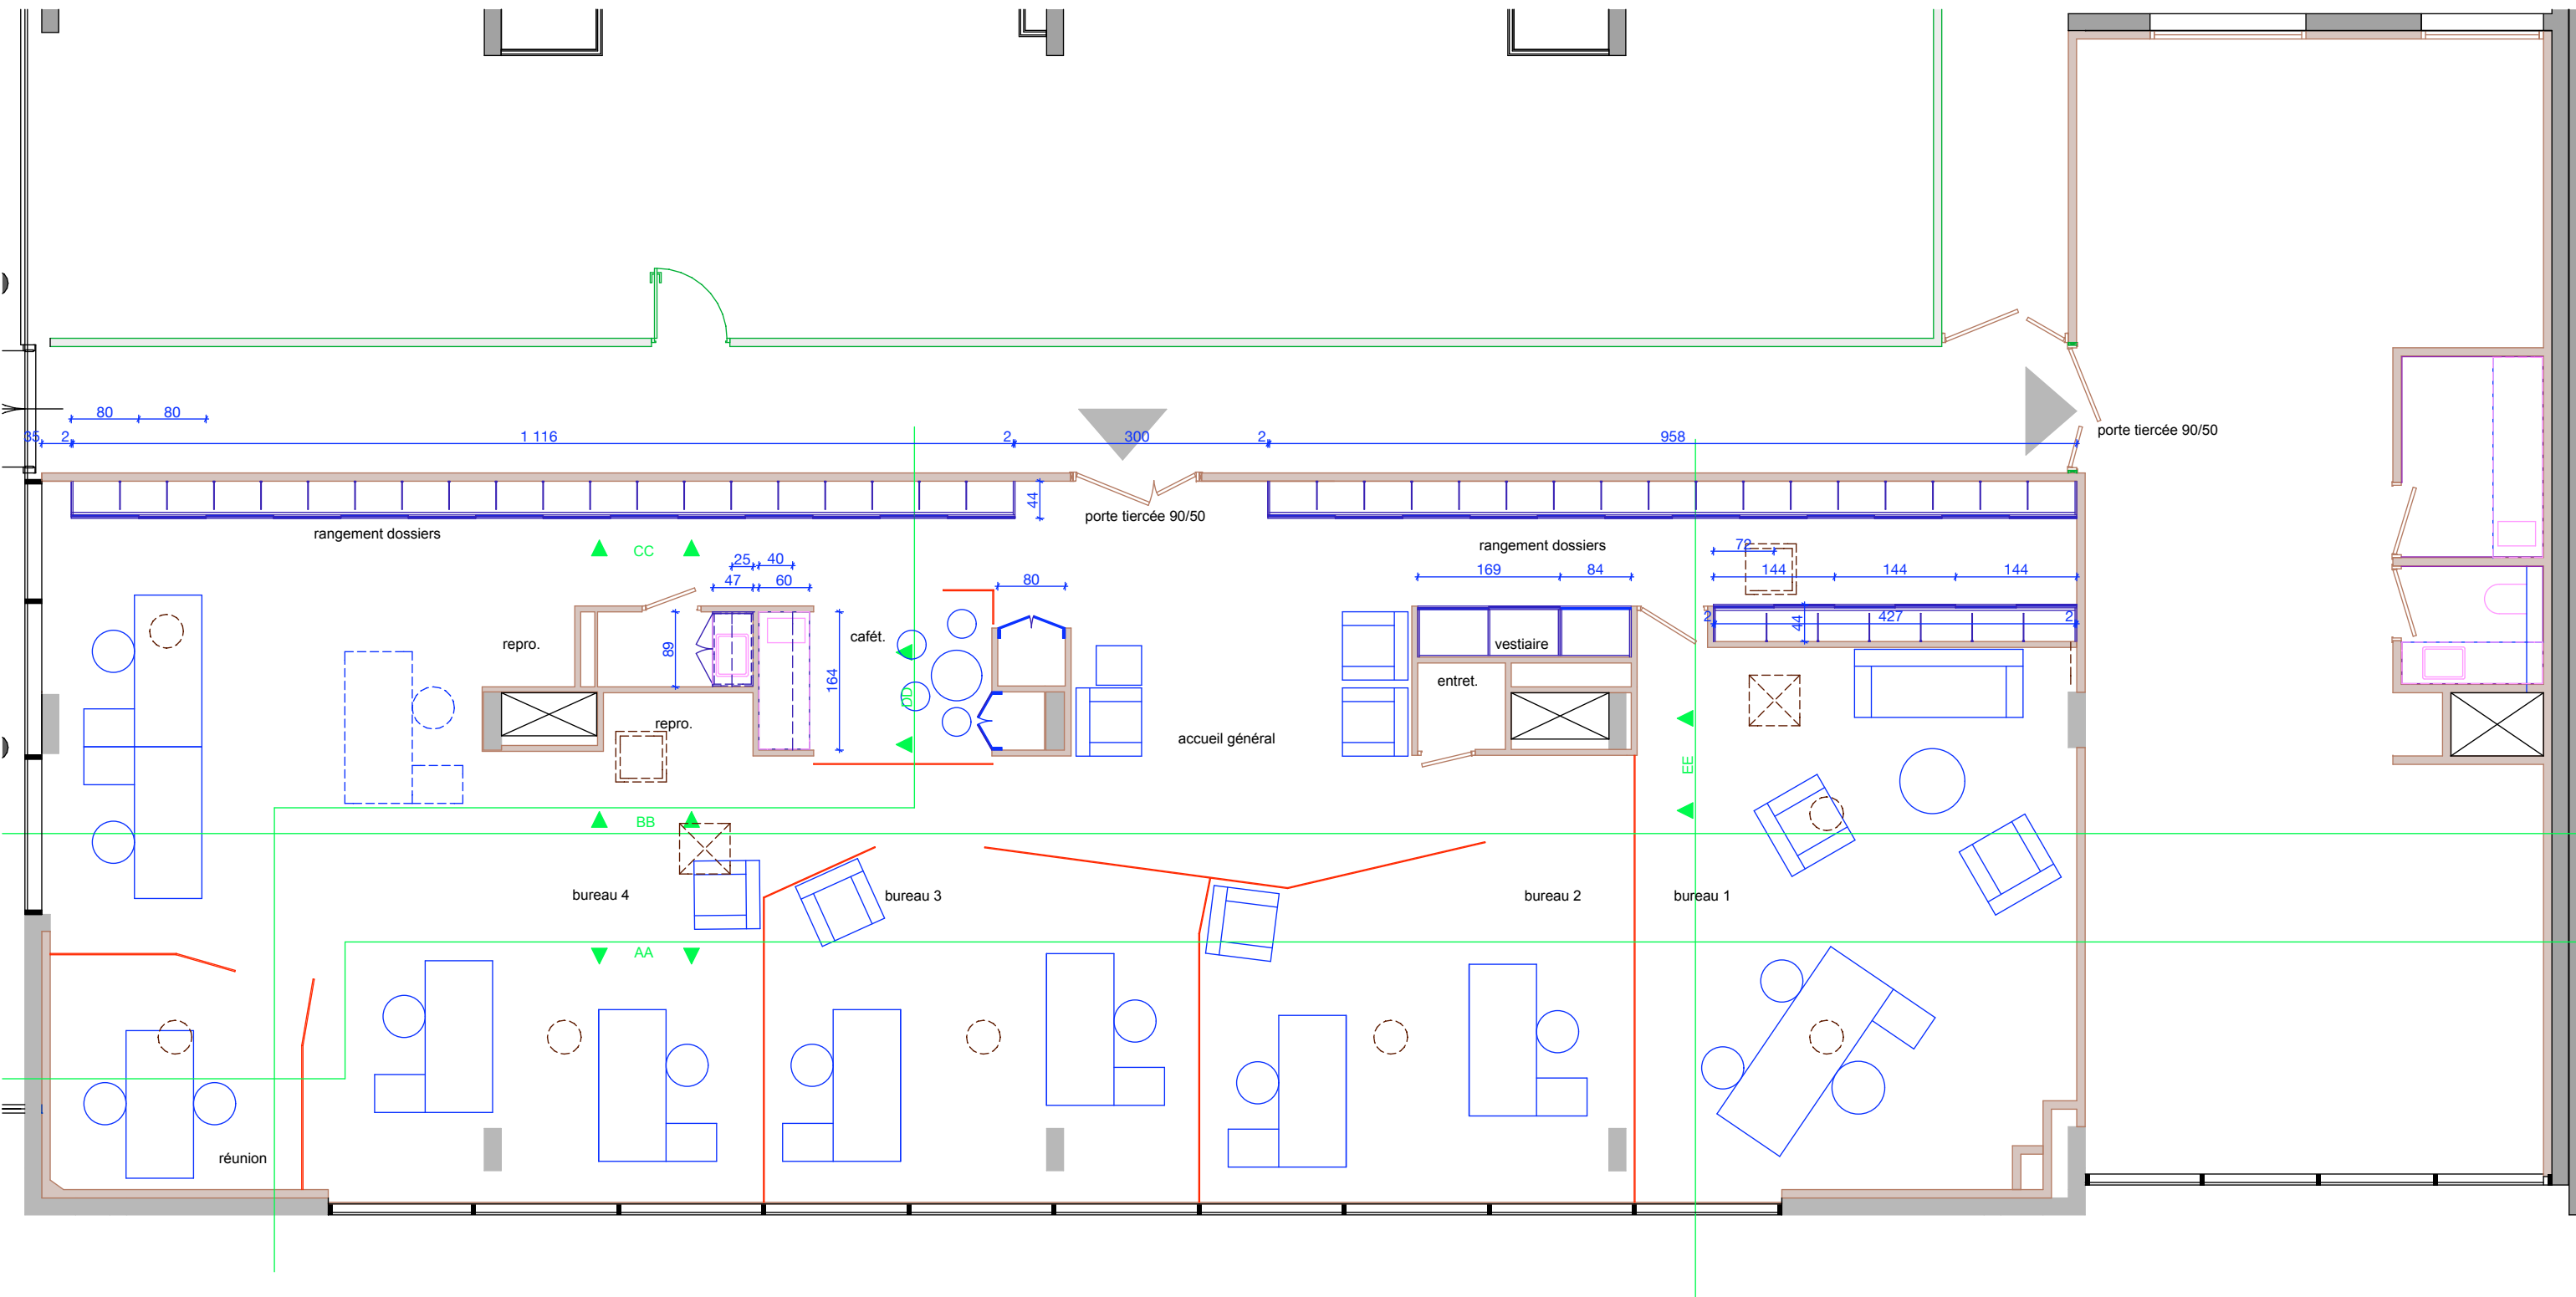 80 80
35 2 1 116 2 300 2 958
porte tiercée 90/50
44
porte tiercée 90/50
rangement dossiers
rangement dossiers
CC
25 40
47 60
80
169 84
72
144 144 144
2 44 427 2
repro.
89
cafét.
164
DD
vestiaire
entret.
repro.
accueil général
EE
BB
bureau 4
bureau 3
bureau 2
bureau 1
AA
réunion